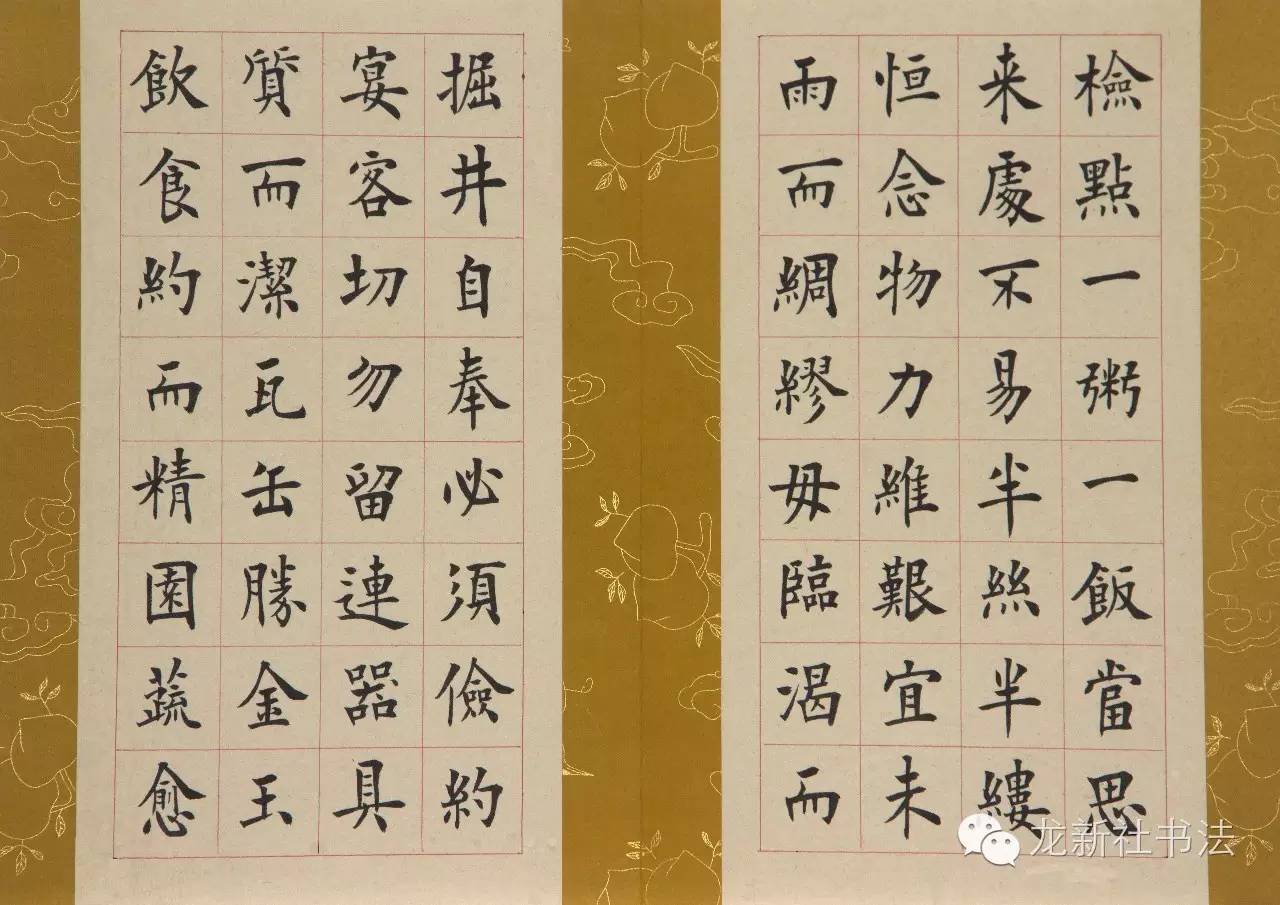 檢點一粥一飯當思
来處不易半絲半縷
恒念物力維艱宜未
雨而綢繆毋臨渴而
掘井自奉必須儉約
宴客切勿留連器具
質而潔瓦缶勝金玉
飲食約而精園蔬愈
龙新社书法